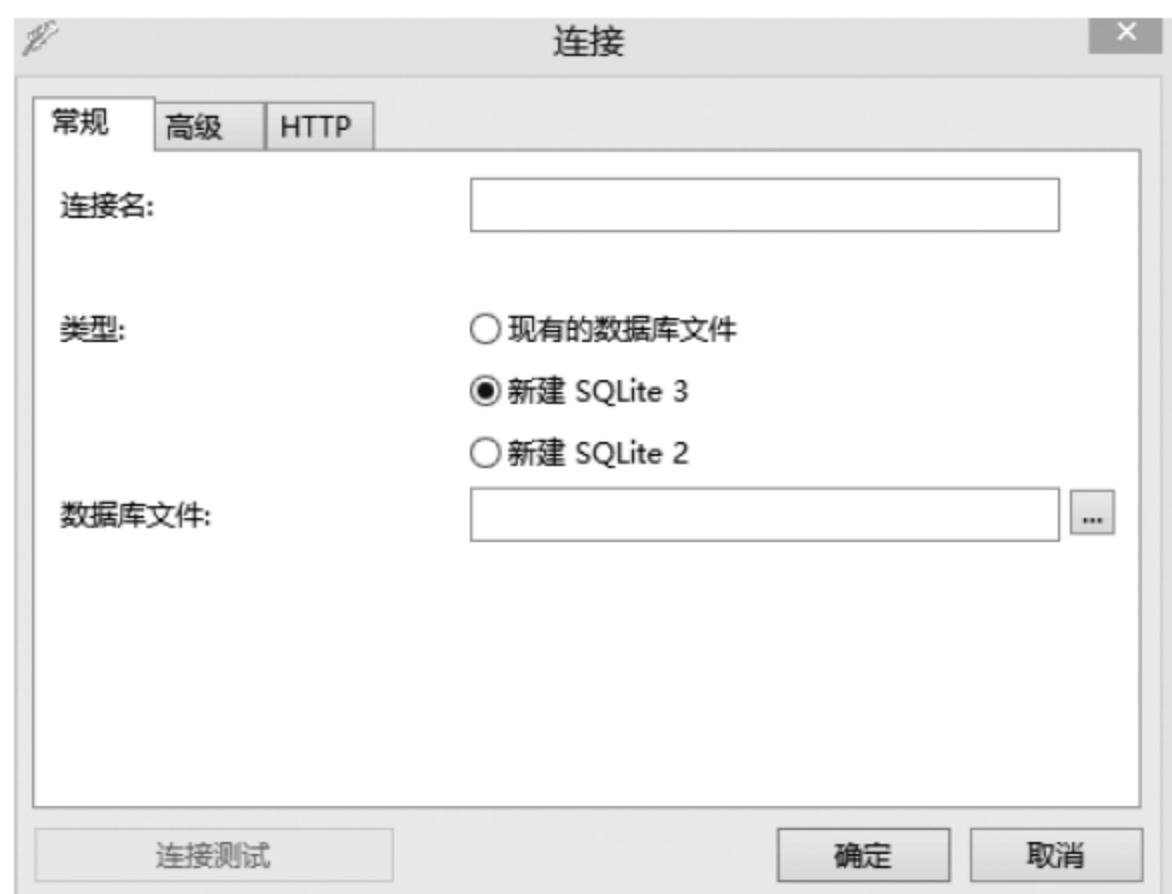 连接
常规 高级 HTTP
连接名:
类型:
现有的数据库文件
新建 SQLite 3
新建 SQLite 2
数据库文件:
...
连接测试 确定 取消